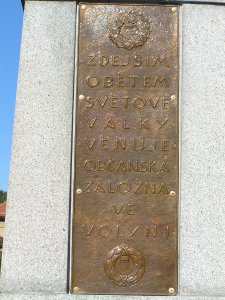 ZDEJŠÍM
OBĚTEM
SVĚTOVÉ
VÁLKY
VĚNUJE
OBČANSKÁ
ZÁLOŽNA
VE
VOLYNI